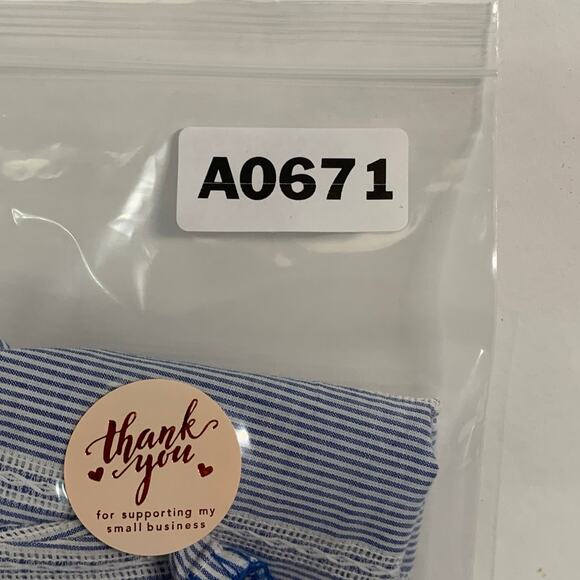 A0671
thank
you
for supporting my
small business